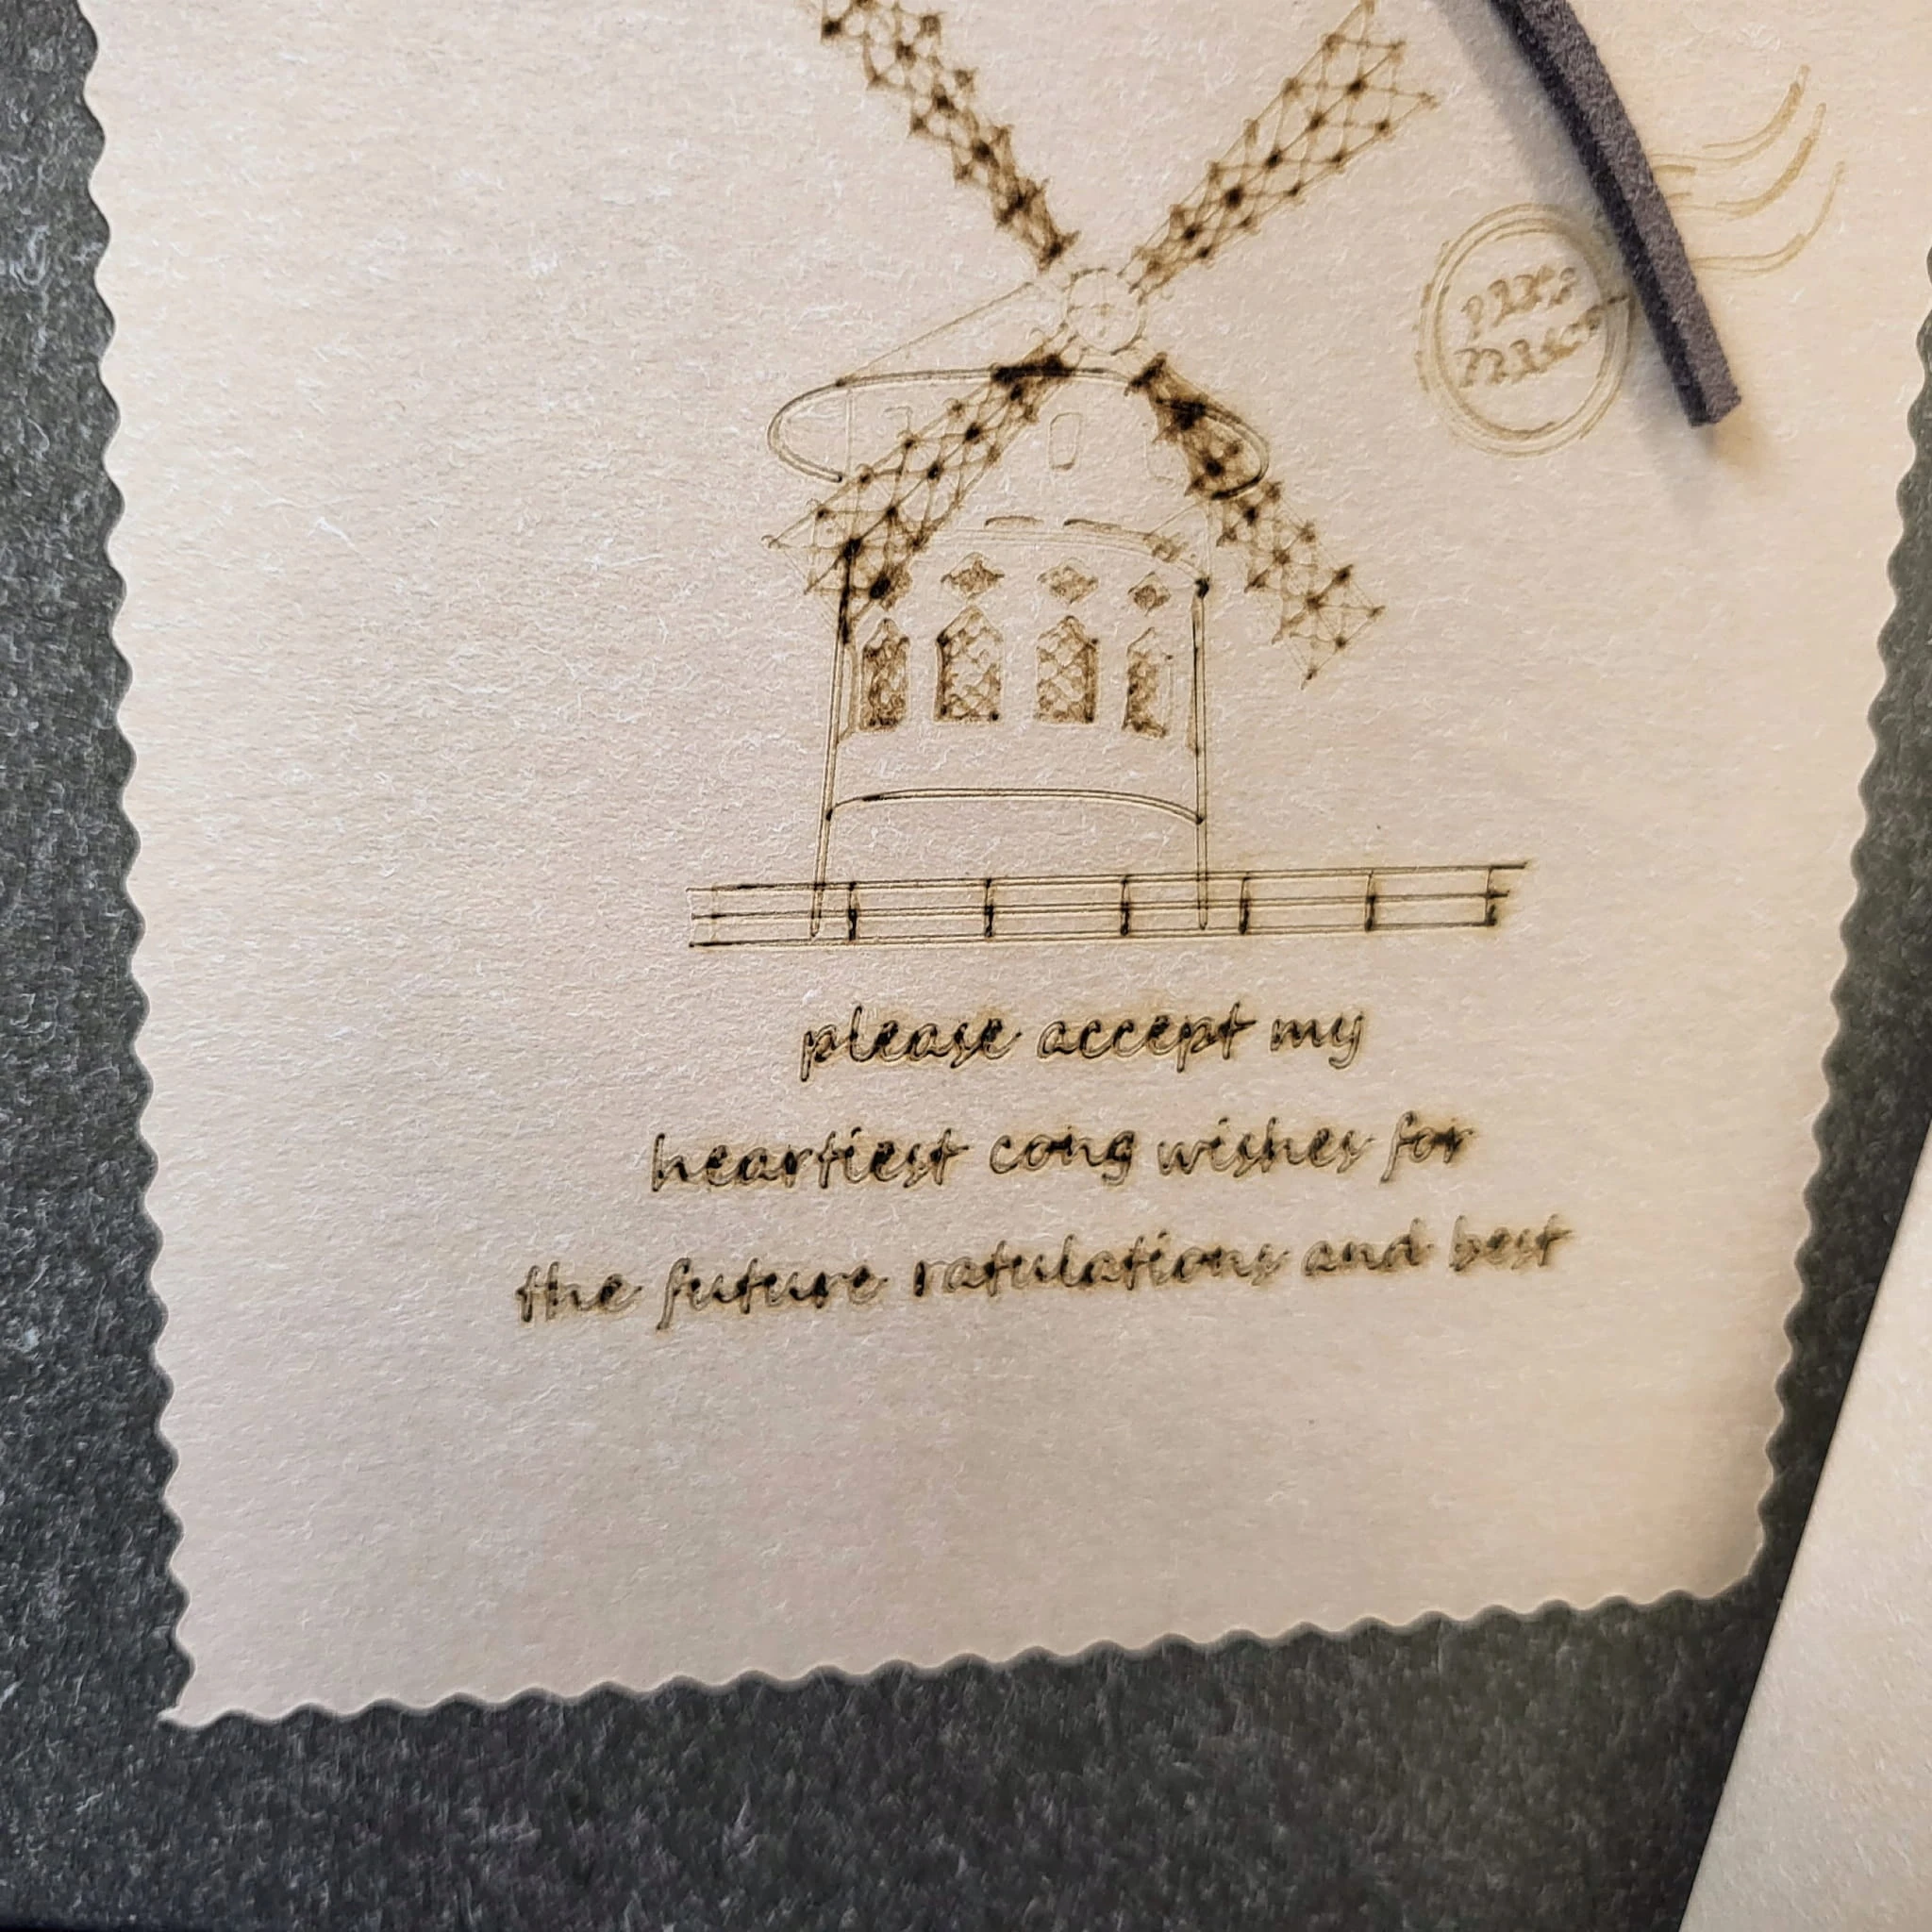 please accept my
heartiest cong wishes for
the future ratulations and best